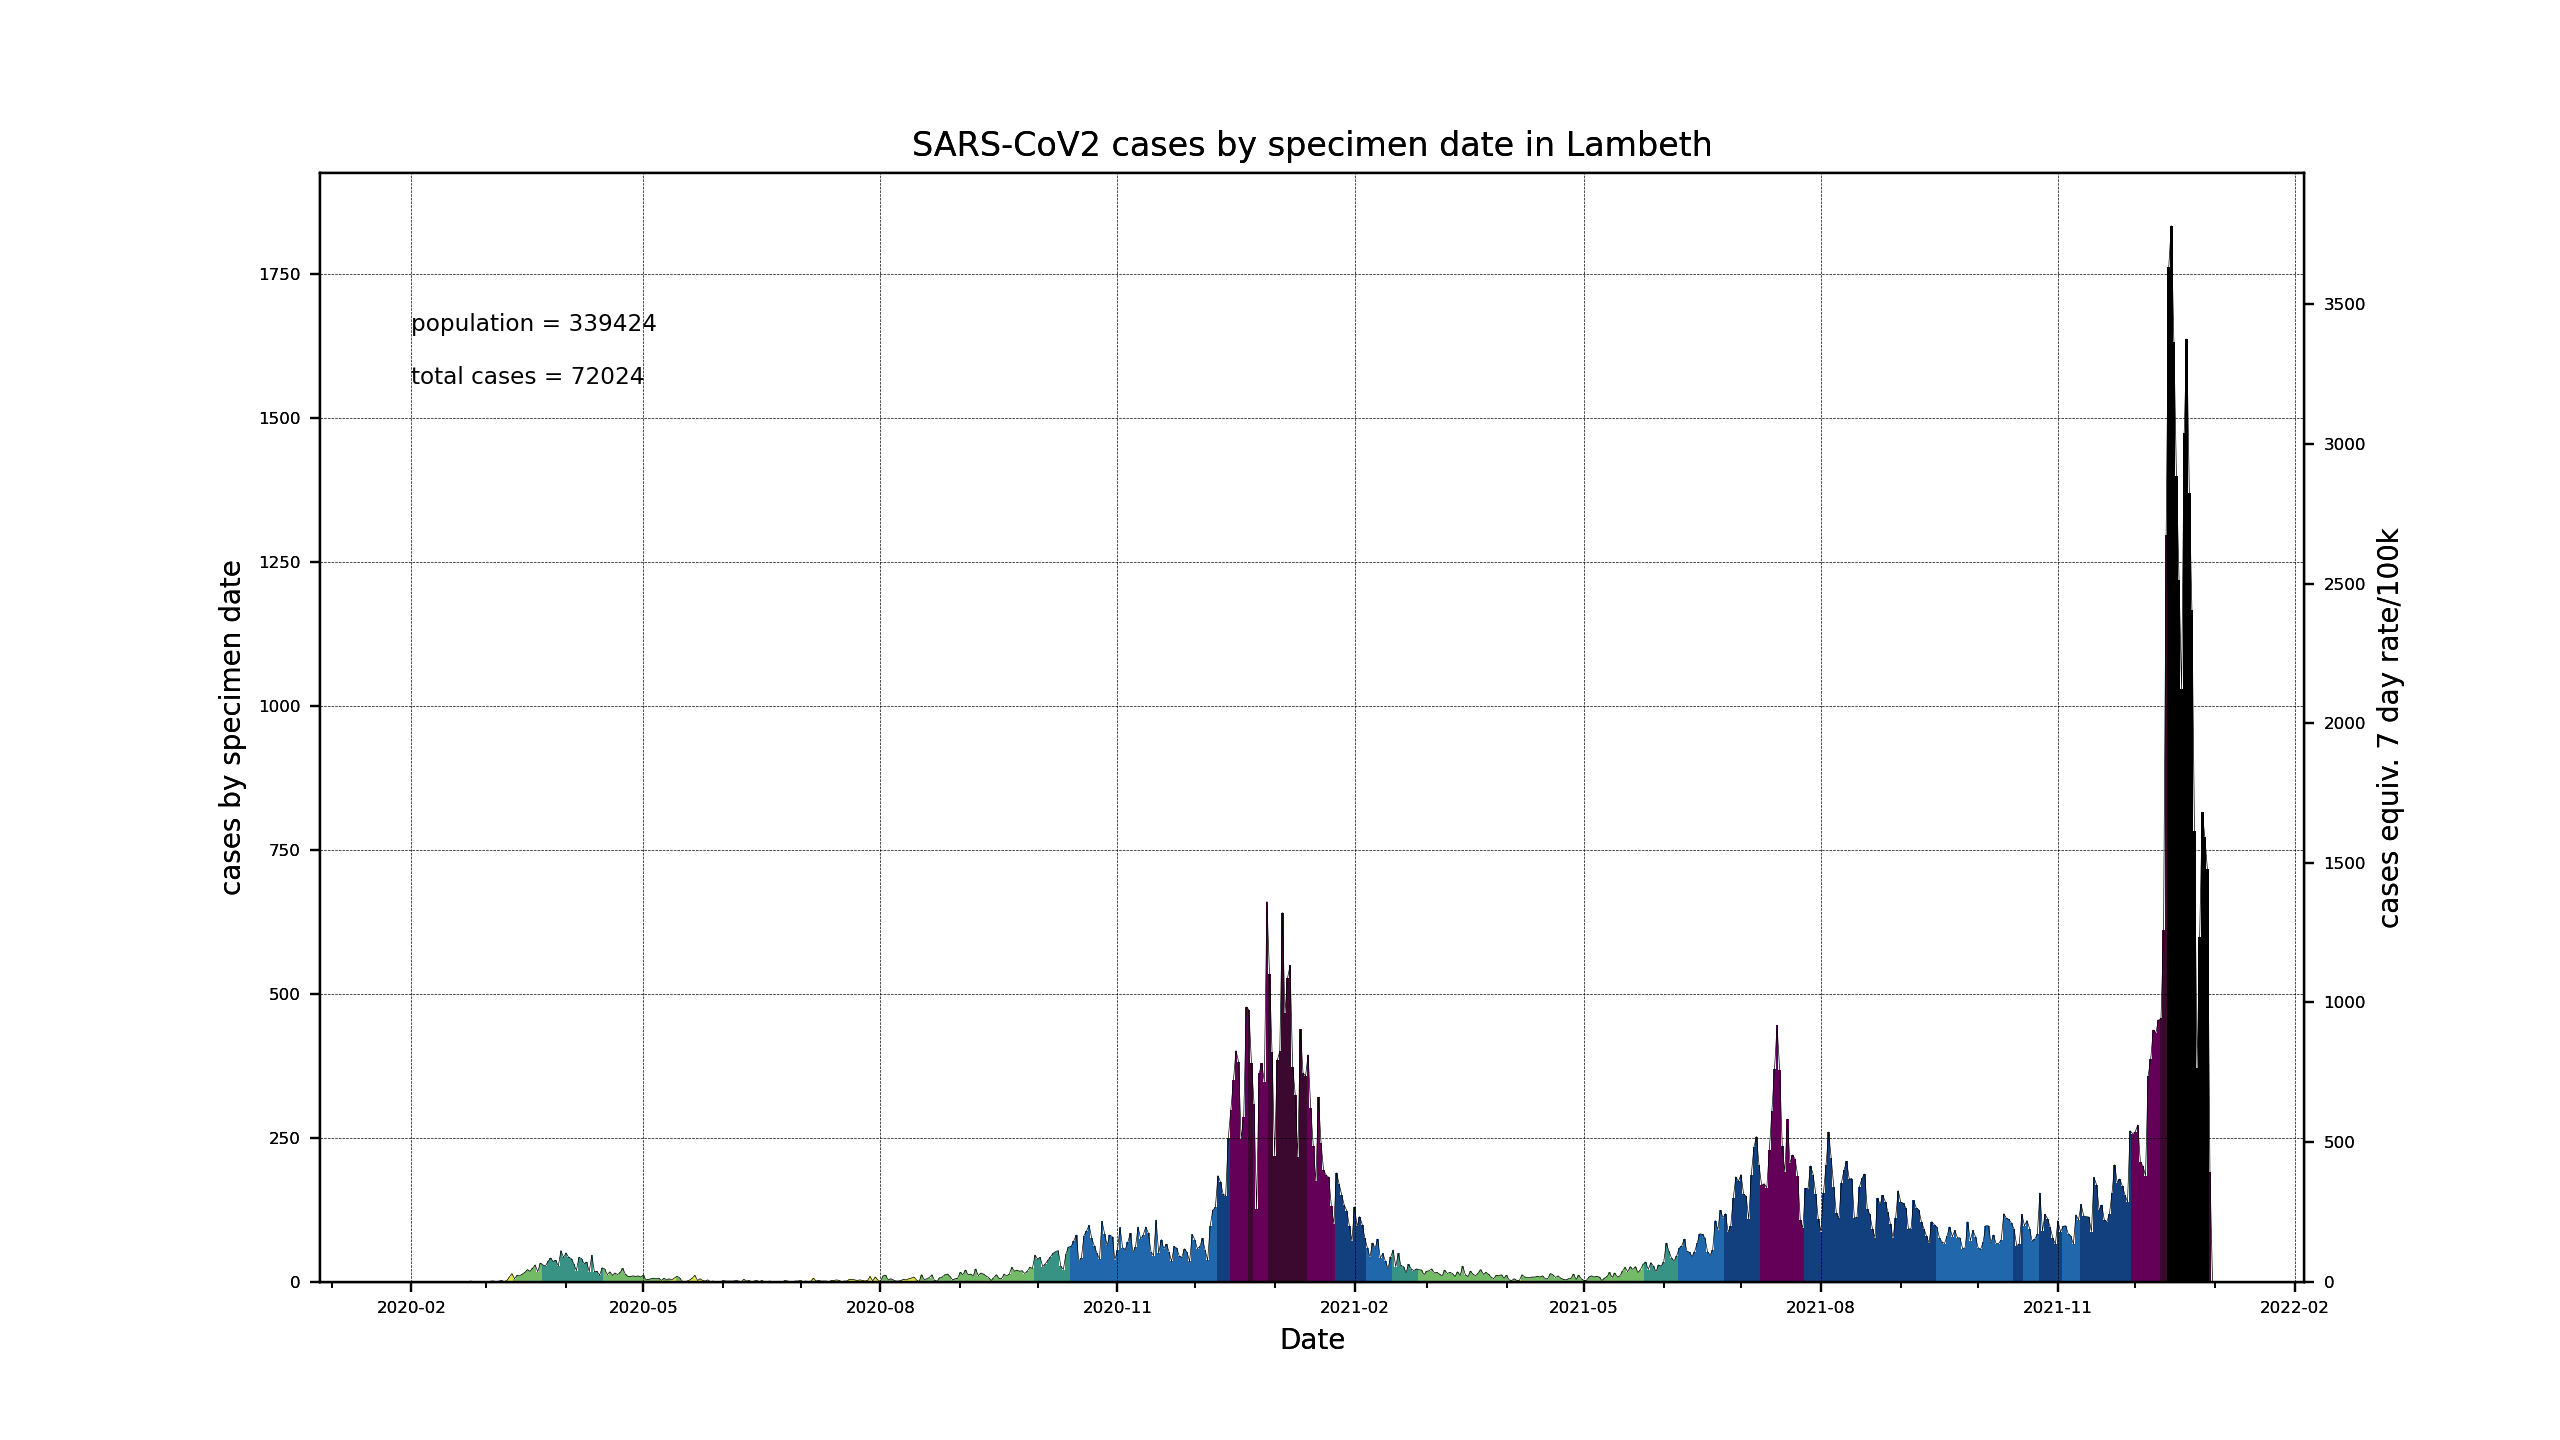 SARS-CoV2 cases by specimen date in Lambeth
population = 339424
total cases = 72024
cases by specimen date
1750
1500
1250
1000
750
500
250
0
3500
3000
2500
2000
1500
1000
500
0
cases equiv. 7 day rate/100k
2020-02 2020-05 2020-08 2020-11 2021-02 2021-05 2021-08 2021-11 2022-02
Date